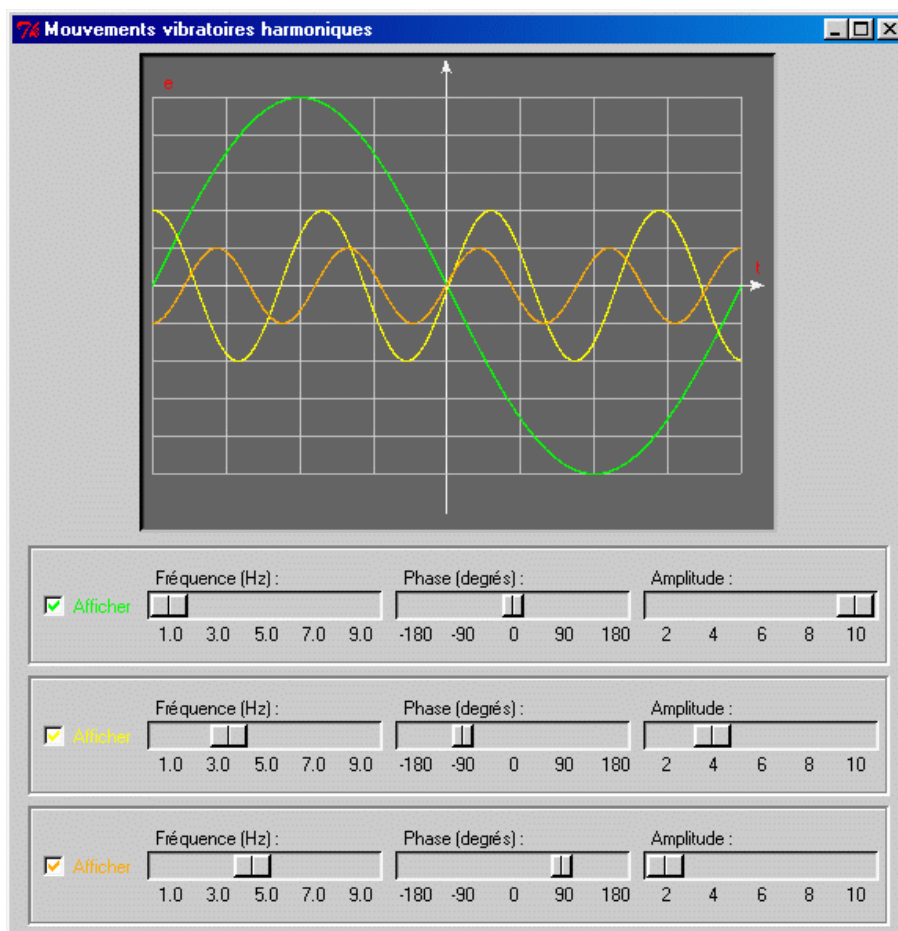 Mouvements vibratoires harmoniques
e
t
Fréquence (Hz) : Phase (degrés) : Amplitude :
Afficher
1.0 3.0 5.0 7.0 9.0 -180 -90 0 90 180 2 4 6 8 10
Fréquence (Hz) : Phase (degrés) : Amplitude :
Afficher
1.0 3.0 5.0 7.0 9.0 -180 -90 0 90 180 2 4 6 8 10
Fréquence (Hz) : Phase (degrés) : Amplitude :
Afficher
1.0 3.0 5.0 7.0 9.0 -180 -90 0 90 180 2 4 6 8 10